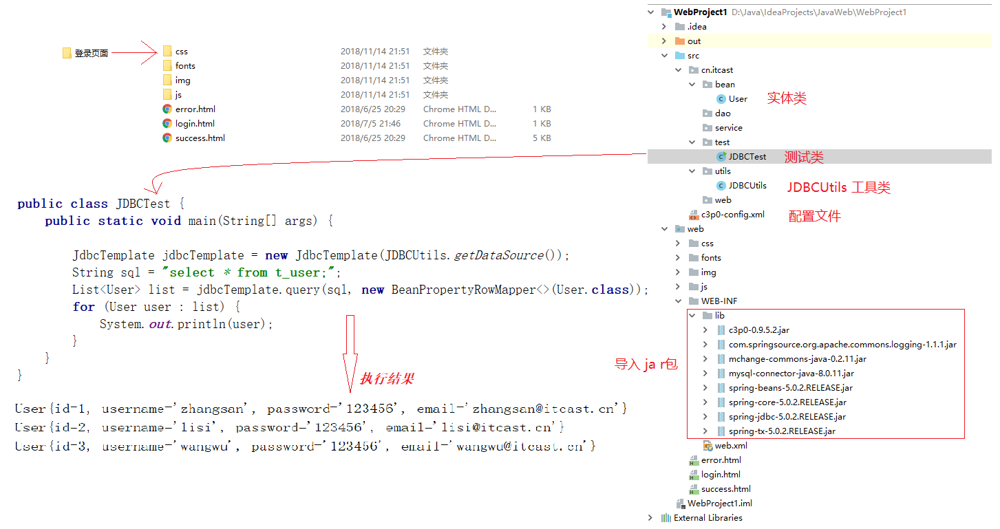 登录页面
css 2018/11/14 21:51 文件夹
fonts 2018/11/14 21:51 文件夹
img 2018/11/14 21:51 文件夹
js 2018/11/14 21:51 文件夹
error.html 2018/6/25 20:29 Chrome HTML D... 1 KB
login.html 2018/7/5 21:46 Chrome HTML D... 1 KB
success.html 2018/6/25 20:29 Chrome HTML D... 5 KB
public class JDBCTest {
public static void main(String[] args) {
JdbcTemplate jdbcTemplate = new JdbcTemplate(JDBCUtils.getDataSource());
String sql = "select * from t_user;";
List<User> list = jdbcTemplate.query(sql, new BeanPropertyRowMapper<>(User.class));
for (User user : list) {
System.out.println(user);
}
}
}
执行结果
User{id=1, username='zhangsan', password='123456', email='zhangsan@itcast.cn'}
User{id=2, username='lisi', password='123456', email='lisi@itcast.cn'}
User{id=3, username='wangwu', password='123456', email='wangwu@itcast.cn'}
WebProject1 D:\Java\IdeaProjects\JavaWeb\WebProject1
.idea
out
src
cn.itcast
bean
User 实体类
dao
service
test
JDBCTest 测试类
utils
JDBCUtils JDBCUtils 工具类
web
c3p0-config.xml 配置文件
web
css
fonts
img
js
WEB-INF
lib
c3p0-0.9.5.2.jar
com.springsource.org.apache.commons.logging-1.1.1.jar
mchange-commons-java-0.2.11.jar
导入 ja r包
mysql-connector-java-8.0.11.jar
spring-beans-5.0.2.RELEASE.jar
spring-core-5.0.2.RELEASE.jar
spring-jdbc-5.0.2.RELEASE.jar
spring-tx-5.0.2.RELEASE.jar
web.xml
error.html
login.html
success.html
WebProject1.iml
External Libraries